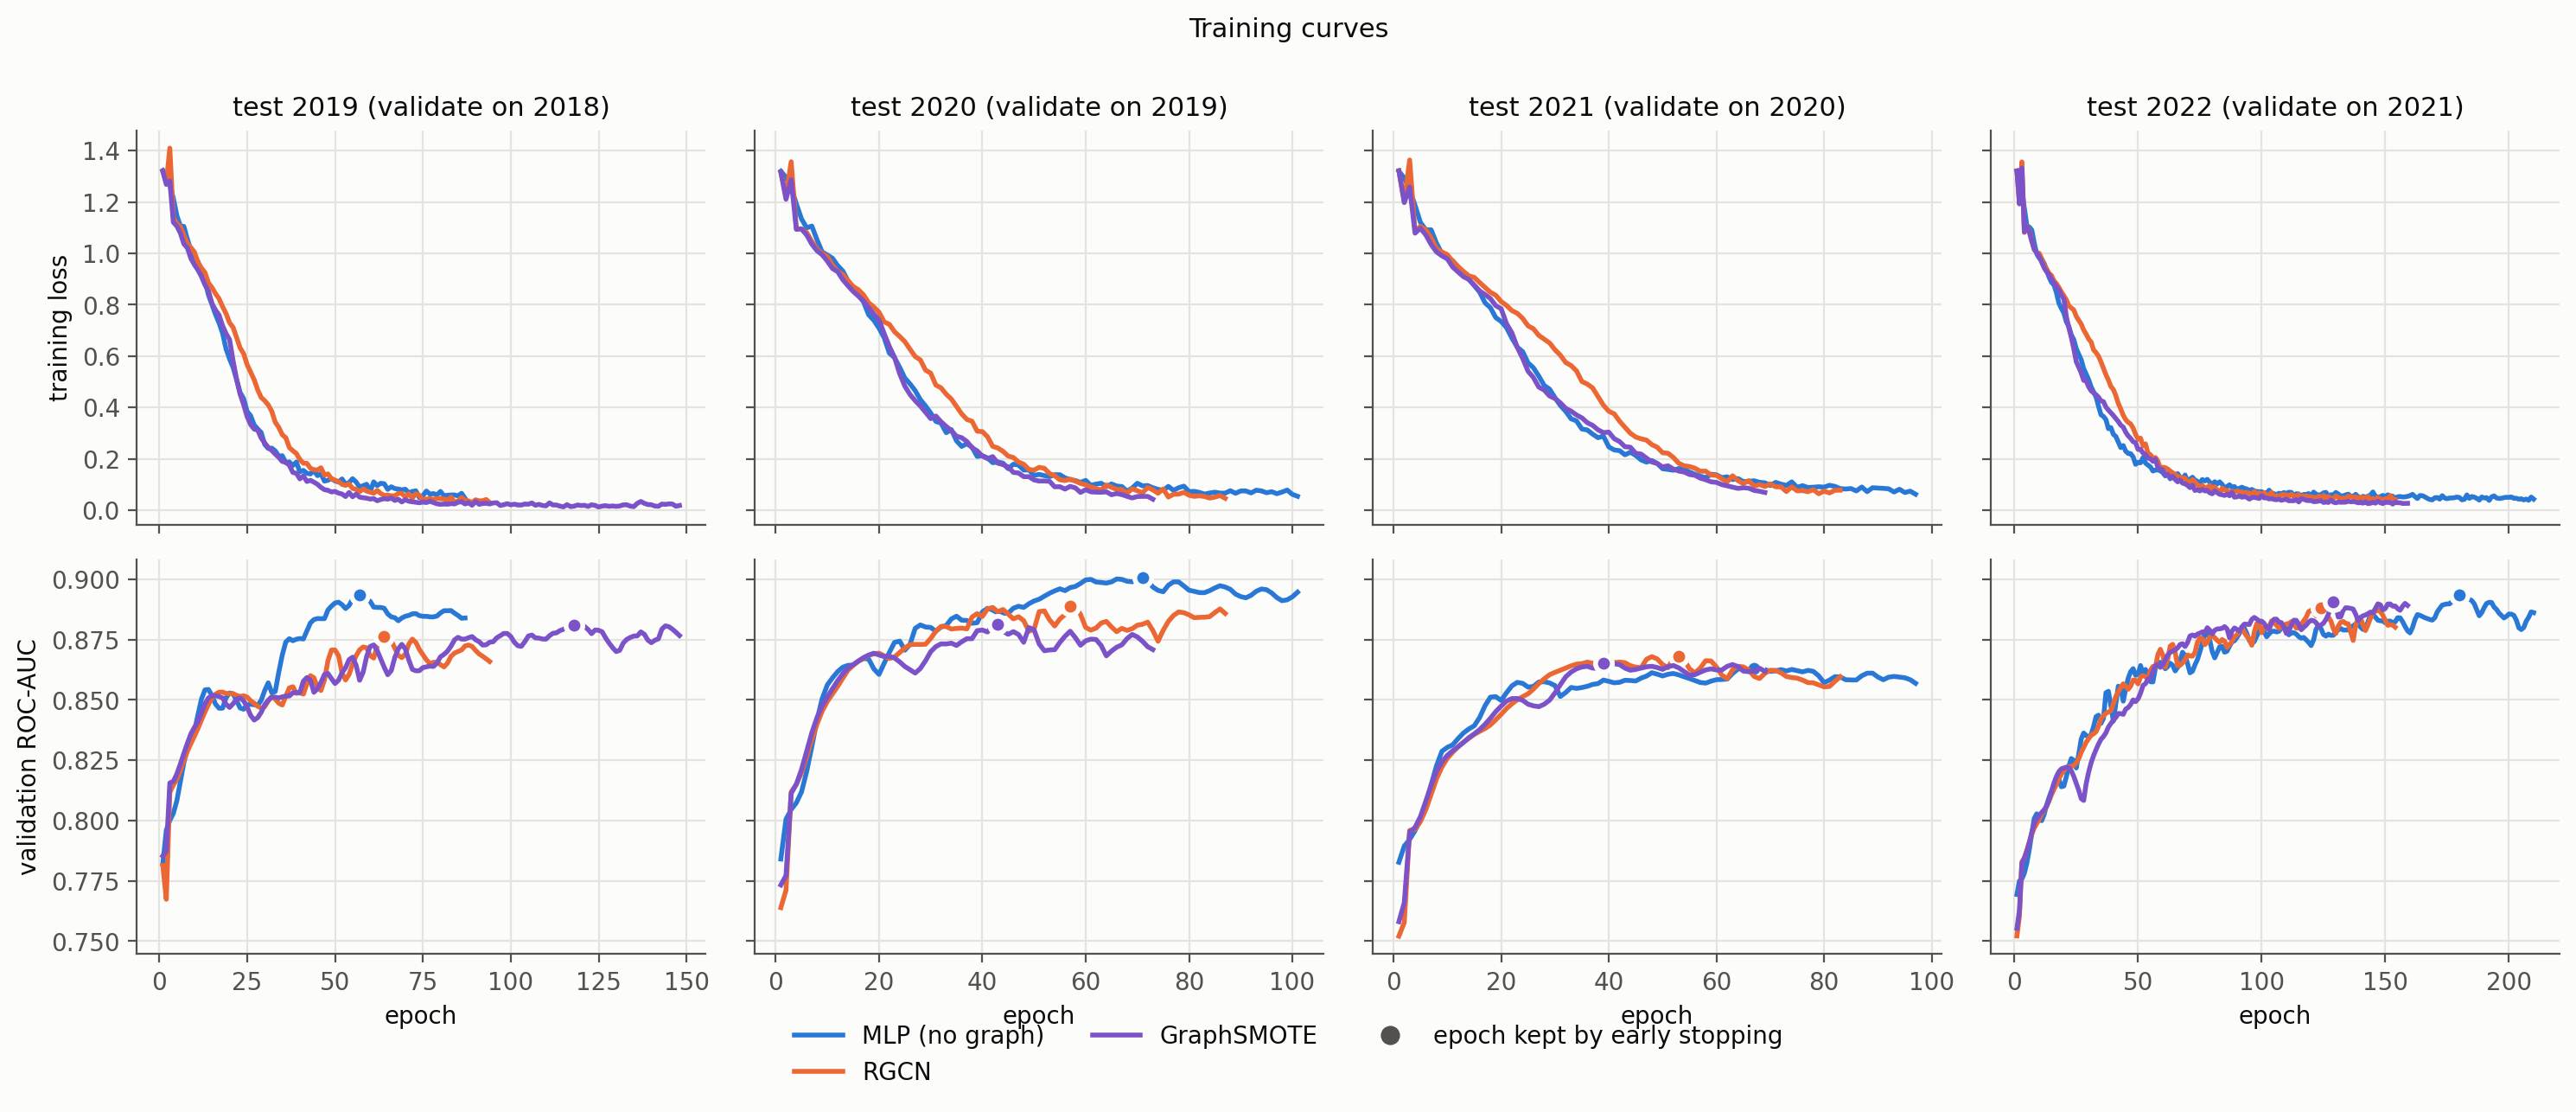 Training curves
test 2019 (validate on 2018)
test 2020 (validate on 2019)
test 2021 (validate on 2020)
test 2022 (validate on 2021)
training loss
1.4
1.2
1.0
0.8
0.6
0.4
0.2
0.0
validation ROC-AUC
0.900
0.875
0.850
0.825
0.800
0.775
0.750
0 25 50 75 100 125 150
0 20 40 60 80 100
0 20 40 60 80 100
0 50 100 150 200
epoch
epoch
epoch
epoch
MLP (no graph)
GraphSMOTE
epoch kept by early stopping
RGCN